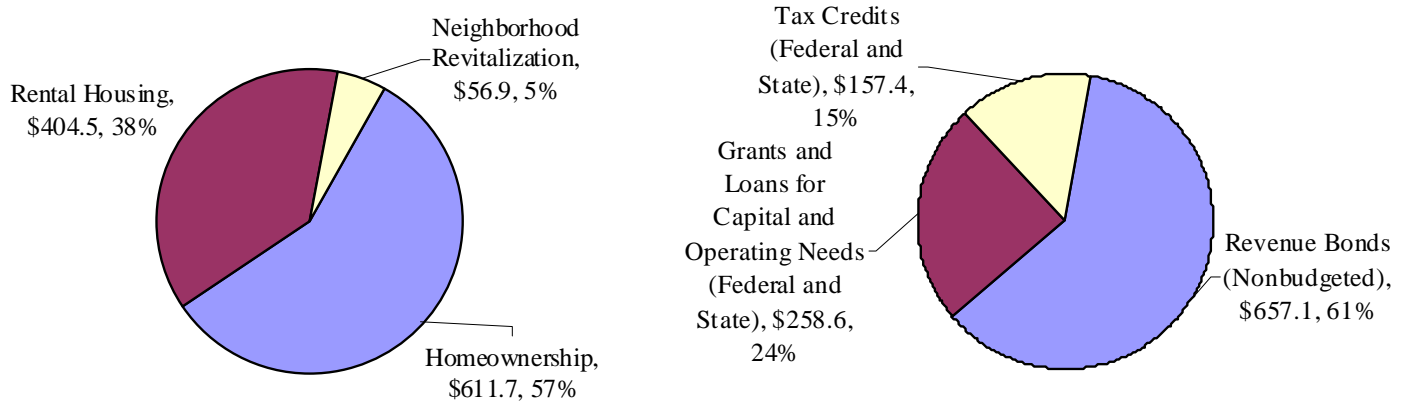 Neighborhood
Revitalization,
$56.9, 5%
Rental Housing,
$404.5, 38%
Homeownership,
$611.7, 57%
Tax Credits
(Federal and
State), $157.4,
15%
Grants and
Loans for
Capital and
Operating Needs
(Federal and
State), $258.6,
24%
Revenue Bonds
(Nonbudgeted),
$657.1, 61%